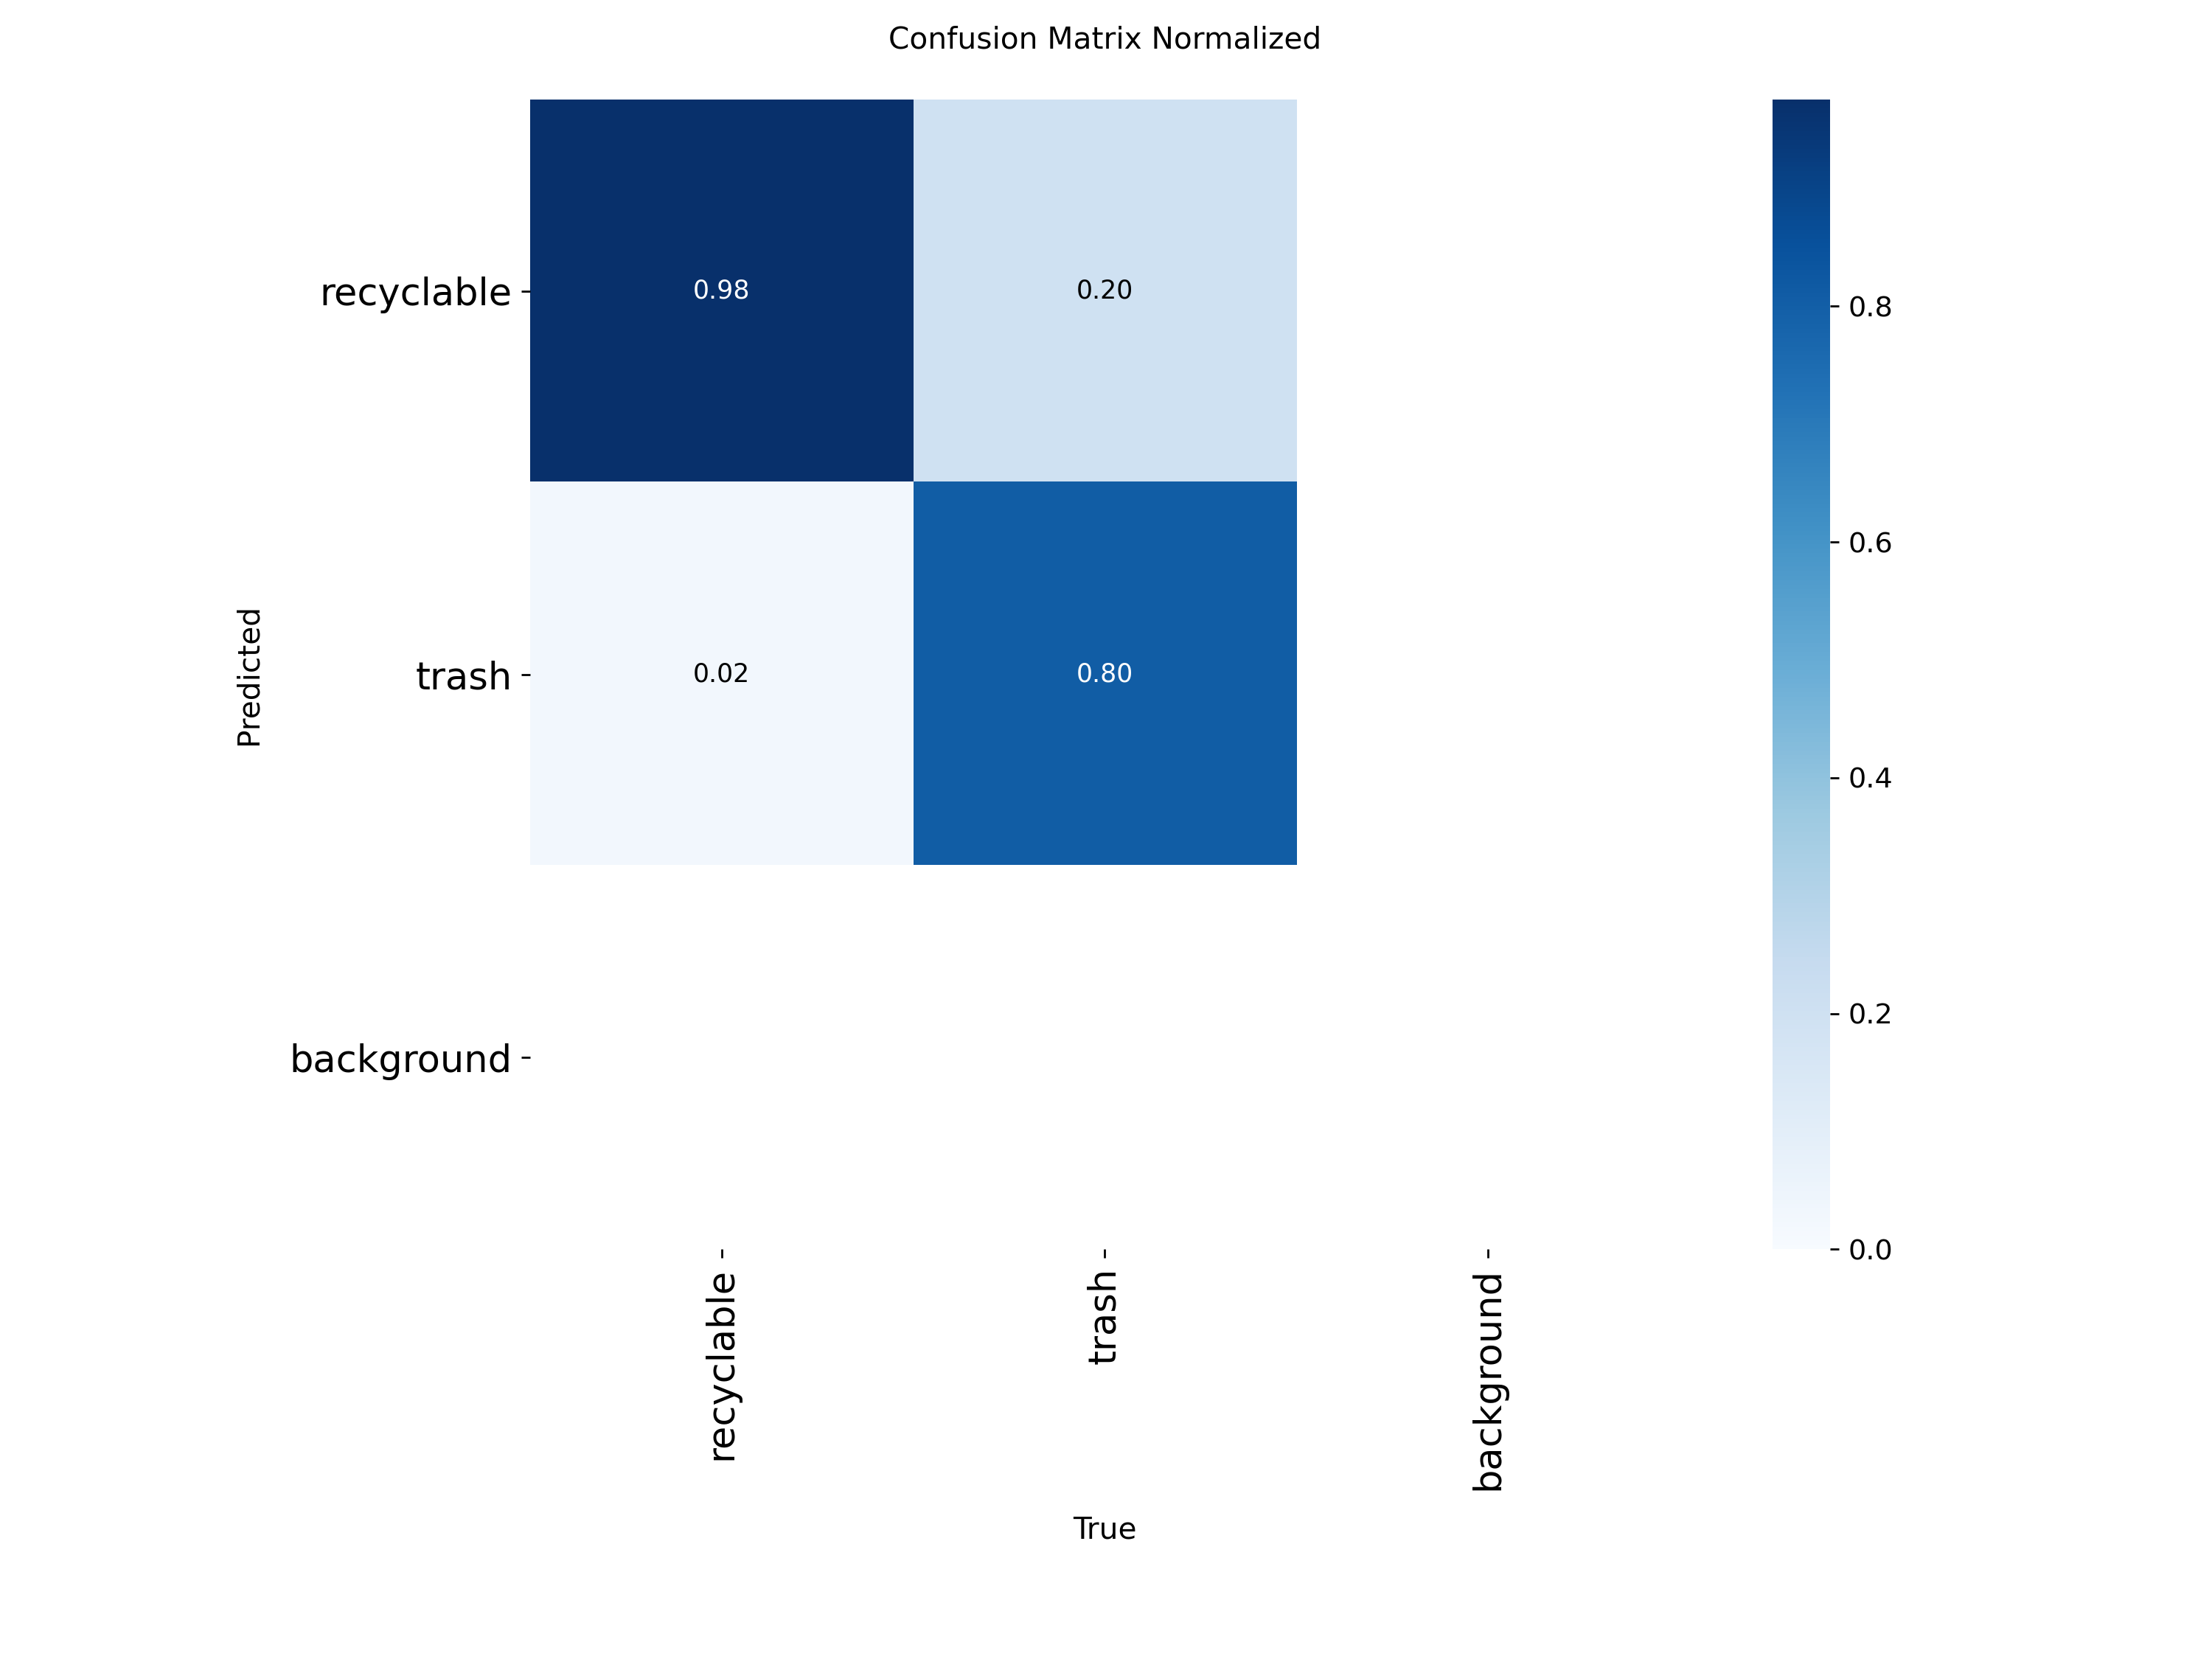 Confusion Matrix Normalized
recyclable
0.98
0.20
trash
0.02
0.80
background
Predicted
recyclable
trash
background
True
0.8
0.6
0.4
0.2
0.0